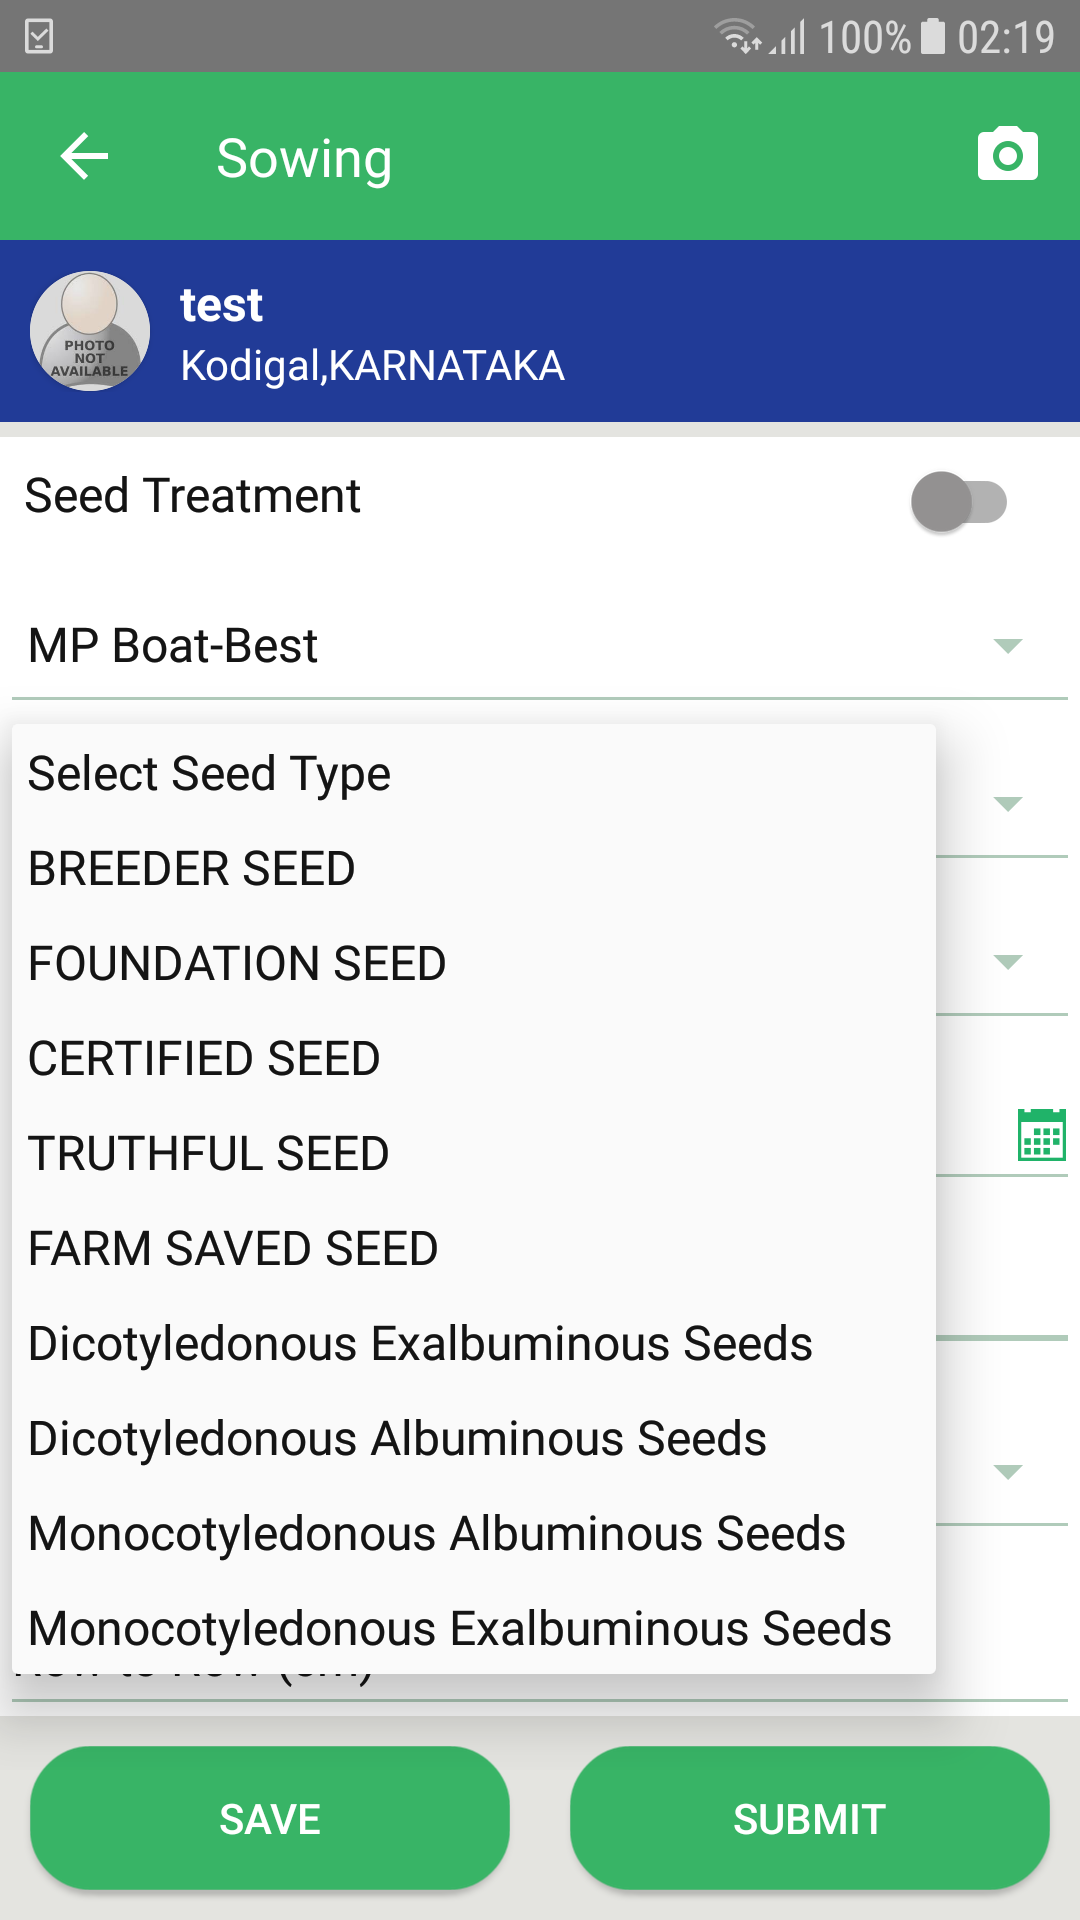 100% 02:19
Sowing
test
Kodigal,KARNATAKA
PHOTO
NOT
AVAILABLE
Seed Treatment
MP Boat-Best
Select Seed Type
BREEDER SEED
FOUNDATION SEED
CERTIFIED SEED
TRUTHFUL SEED
FARM SAVED SEED
Dicotyledonous Exalbuminous Seeds
Dicotyledonous Albuminous Seeds
Monocotyledonous Albuminous Seeds
Monocotyledonous Exalbuminous Seeds
SAVE
SUBMIT